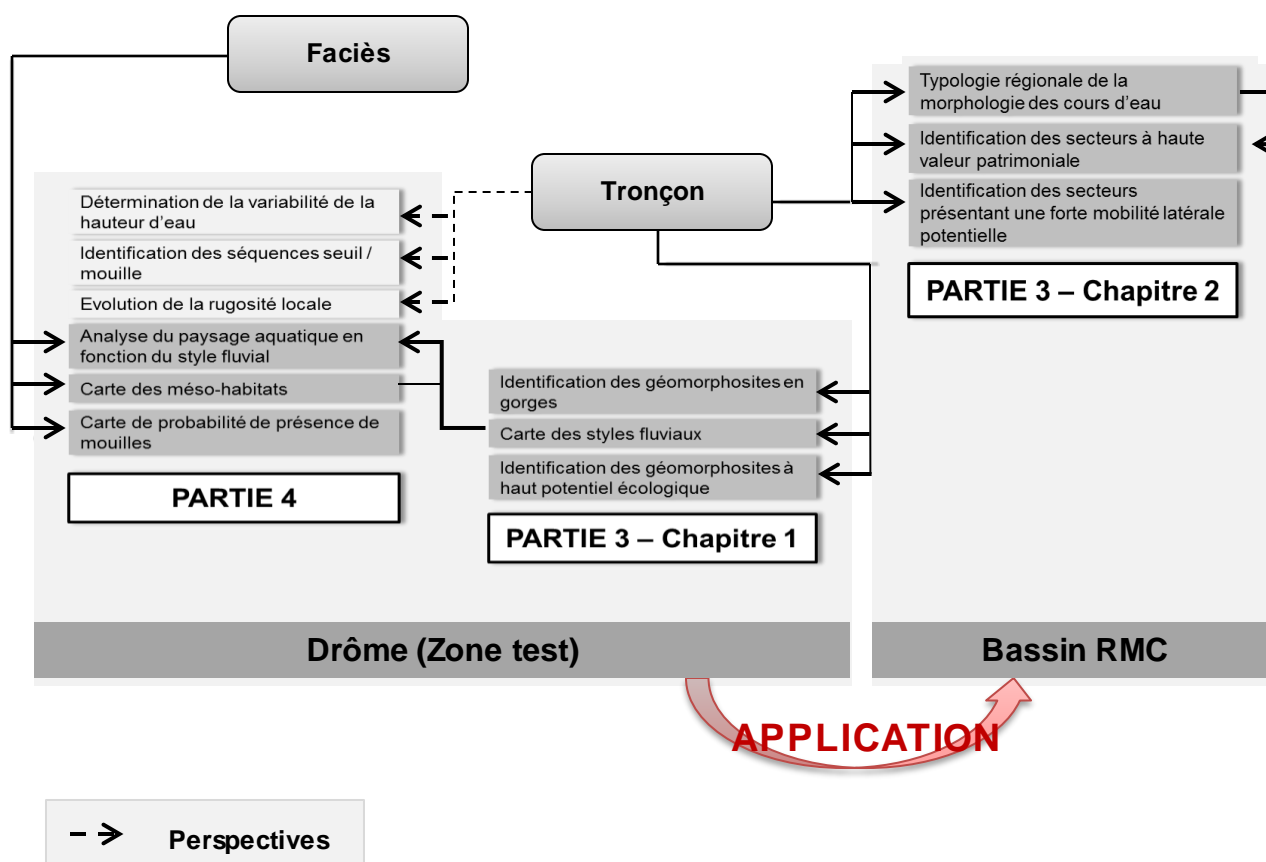 Faciès
Typologie régionale de la
morphologie des cours d'eau
Identification des secteurs à haute
valeur patrimoniale
Identification des secteurs
présentant une forte mobilité latérale
potentielle
PARTIE 3 – Chapitre 2
Tronçon
Détermination de la variabilité de la
hauteur d'eau
Identification des séquences seuil /
mouille
Evolution de la rugosité locale
Analyse du paysage aquatique en
fonction du style fluvial
Carte des méso-habitats
Carte de probabilité de présence de
mouilles
PARTIE 4
Identification des géomorphosites en
gorges
Carte des styles fluviaux
Identification des géomorphosites à
haut potentiel écologique
PARTIE 3 – Chapitre 1
Drôme (Zone test)
Bassin RMC
APPLICATION
Perspectives